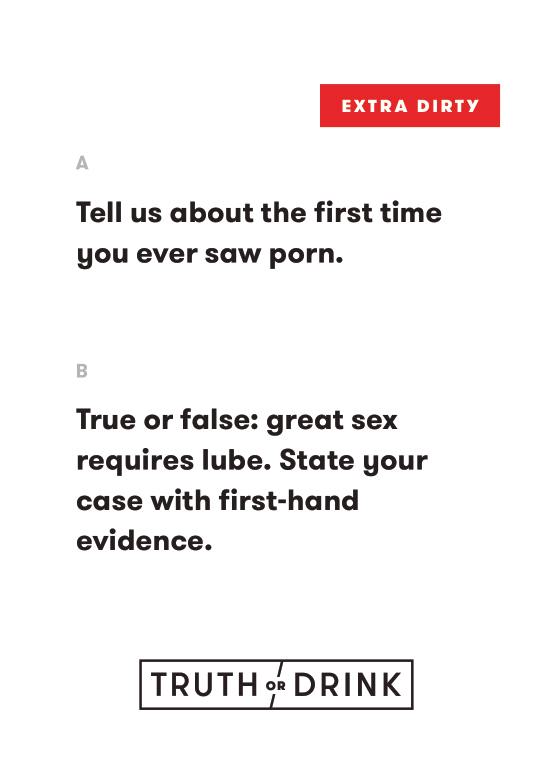 EXTRA DIRTY
A
Tell us about the first time
you ever saw porn.
B
True or false: great sex
requires lube. State your
case with first-hand
evidence.
TRUTH OR DRINK